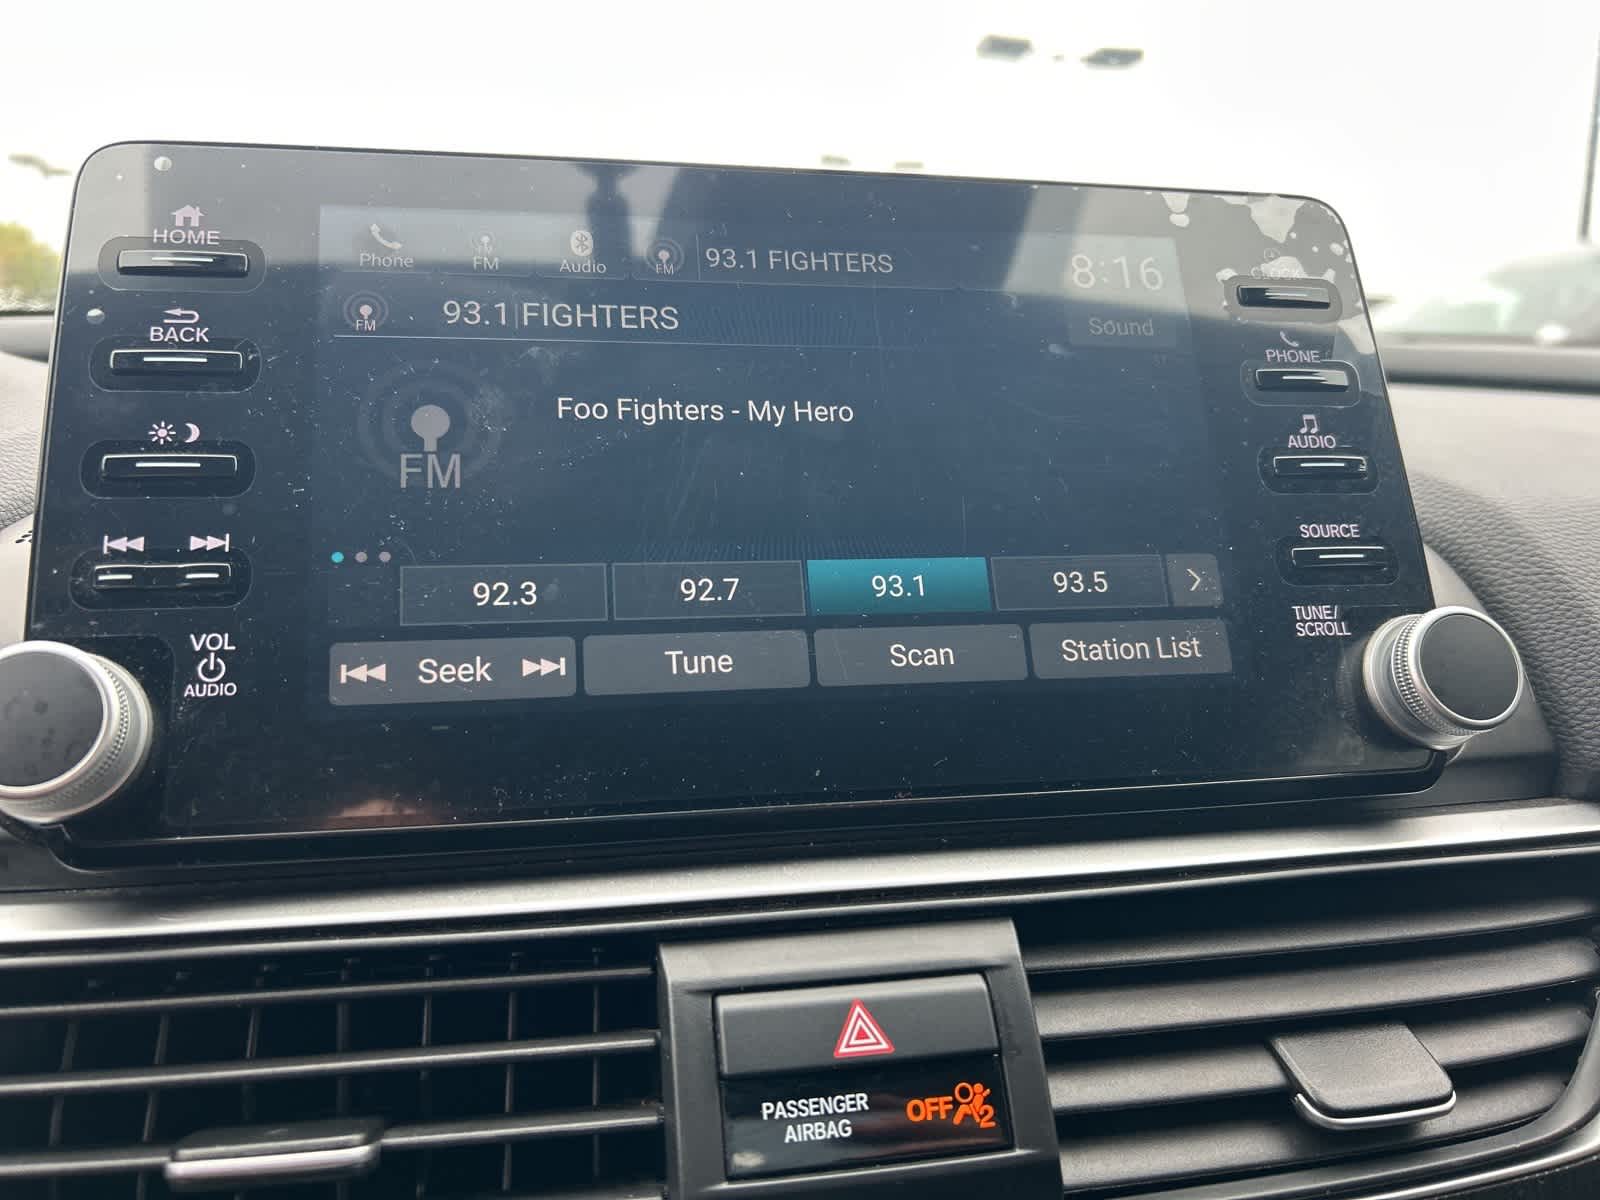 HOME
Phone
FM
Audio
FM
93.1 FIGHTERS
8:16
CLOCK
BACK
FM
93.1 FIGHTERS
Sound
PHONE
Foo Fighters - My Hero
FM
AUDIO
92.3
92.7
93.1
93.5
SOURCE
VOL
AUDIO
Seek
Tune
Scan
Station List
TUNE/
SCROLL
PASSENGER
AIRBAG
OFF
2